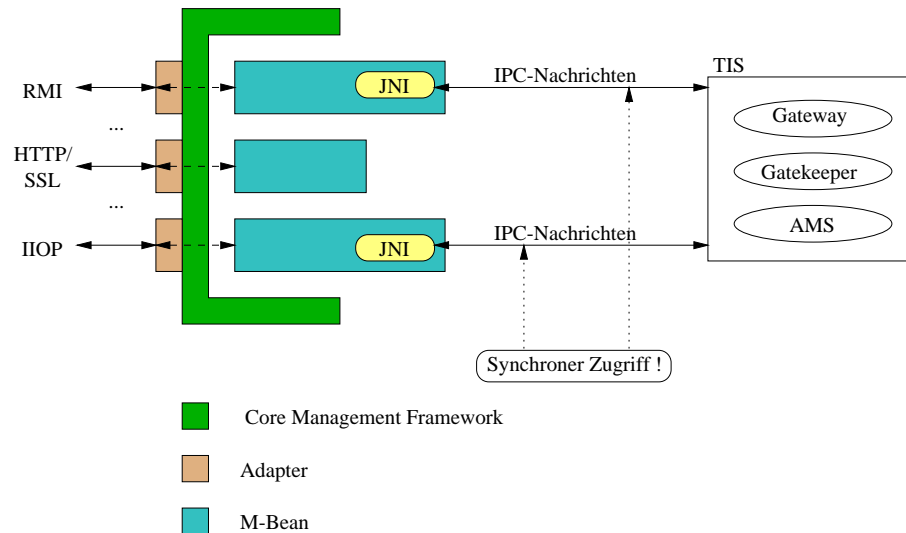 TIS
RMI
JNI
IPC-Nachrichten
Gateway
...
HTTP/
SSL
Gatekeeper
...
AMS
IIOP
JNI
IPC-Nachrichten
Synchroner Zugriff !
Core Management Framework
Adapter
M-Bean